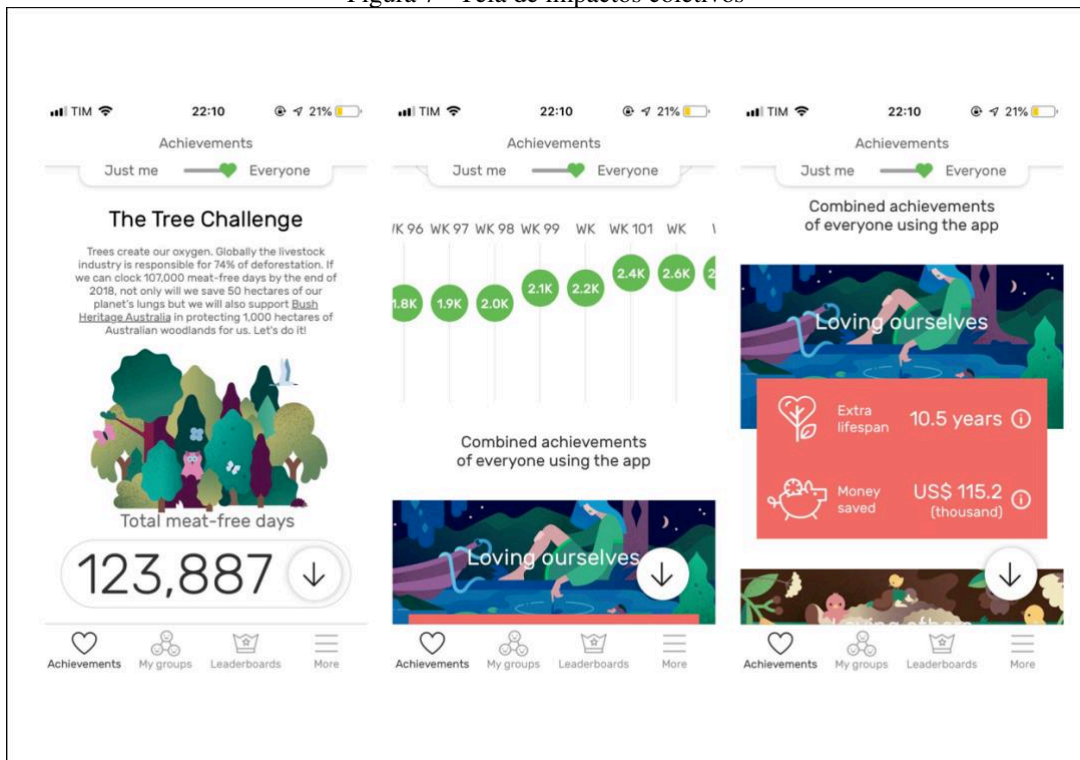 Figura 7 - Tela de impactos coletivos
TIM 22:10 21%
Achievements
Just me Everyone
The Tree Challenge
Trees create our oxygen. Globally the livestock
industry is responsible for 74% of deforestation. If
we can clock 107,000 meat-free days by the end of
2018, not only will we save 50 hectares of our
planet's lungs but we will also support Bush
Heritage Australia in protecting 1,000 hectares of
Australian woodlands for us. Let's do it!
Total meat-free days
123,887
Achievements My groups Leaderboards More
TIM 22:10 21%
Achievements
Just me Everyone
WK 96 WK 97 WK 98 WK 99 WK WK 101 WK
1.8K 1.9K 2.0K 2.1K 2.2K 2.4K 2.6K 2
Combined achievements
of everyone using the app
Loving ourselves
Achievements My groups Leaderboards More
TIM 22:10 21%
Achievements
Just me Everyone
Combined achievements
of everyone using the app
Loving ourselves
Extra
lifespan
10.5 years
Money
saved
US$ 115.2
(thousand)
Loving others
Achievements My groups Leaderboards More